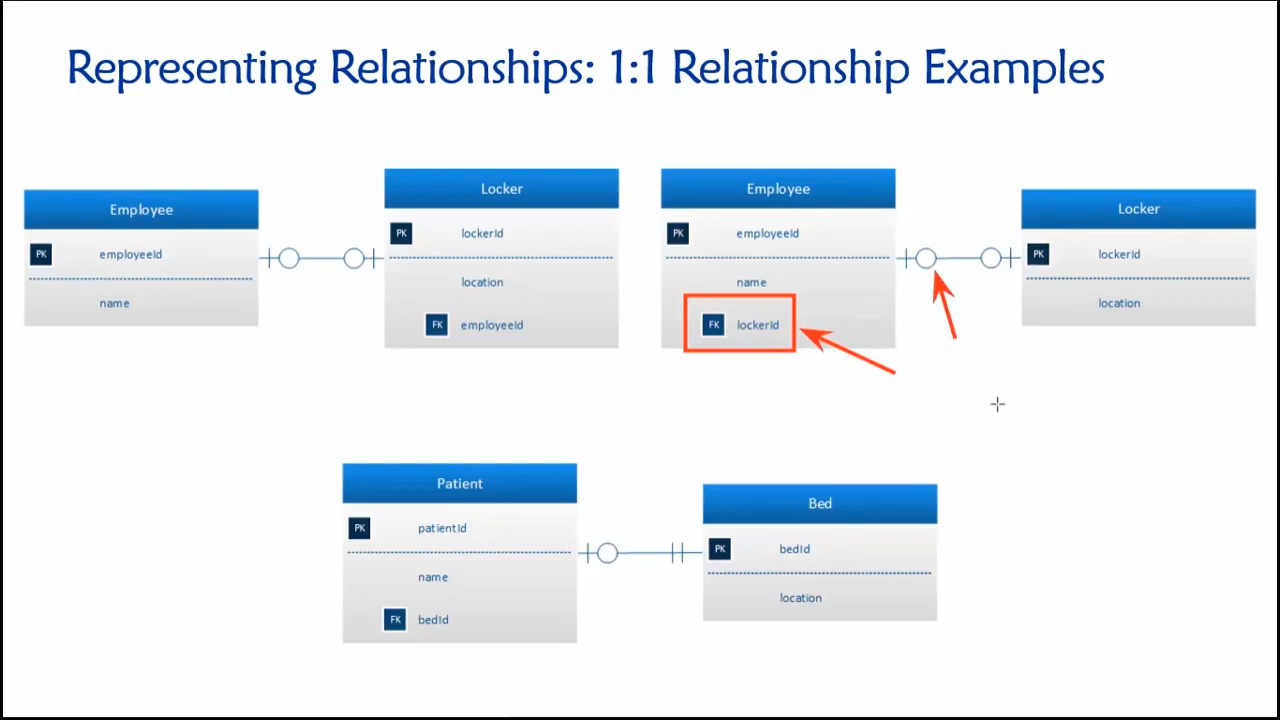 Representing Relationships: 1:1 Relationship Examples
Employee
PK employeeId
name
Locker
PK lockerId
location
FK employeeId
Employee
PK employeeId
name
FK lockerId
Locker
PK lockerId
location
Patient
PK patientId
name
FK bedId
Bed
PK bedId
location